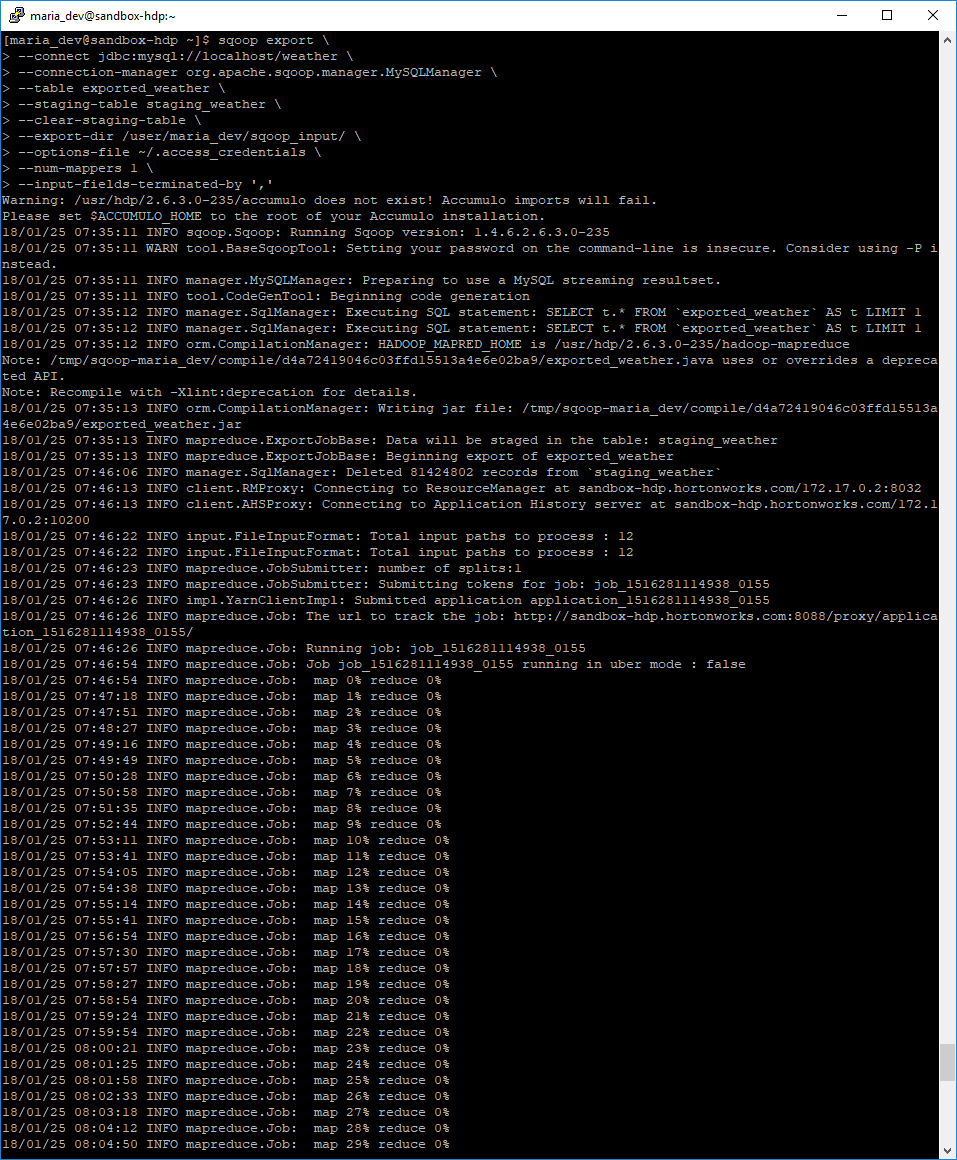 maria_dev@sandbox-hdp:~
[maria_dev@sandbox-hdp ~]$ sqoop export \
> --connect jdbc:mysql://localhost/weather \
> --connection-manager org.apache.sqoop.manager.MySQLManager \
> --table exported_weather \
> --staging-table staging_weather \
> --clear-staging-table \
> --export-dir /user/maria_dev/sqoop_input/ \
> --options-file ~/.access_credentials \
> --num-mappers 1 \
> --input-fields-terminated-by ','
Warning: /usr/hdp/2.6.3.0-235/accumulo does not exist! Accumulo imports will fail.
Please set $ACCUMULO_HOME to the root of your Accumulo installation.
18/01/25 07:35:11 INFO sqoop.Sqoop: Running Sqoop version: 1.4.6.2.6.3.0-235
18/01/25 07:35:11 WARN tool.BaseSqoopTool: Setting your password on the command-line is insecure. Consider using -P i
nstead.
18/01/25 07:35:11 INFO manager.MySQLManager: Preparing to use a MySQL streaming resultset.
18/01/25 07:35:11 INFO tool.CodeGenTool: Beginning code generation
18/01/25 07:35:12 INFO manager.SqlManager: Executing SQL statement: SELECT t.* FROM `exported_weather` AS t LIMIT 1
18/01/25 07:35:12 INFO manager.SqlManager: Executing SQL statement: SELECT t.* FROM `exported_weather` AS t LIMIT 1
18/01/25 07:35:12 INFO orm.CompilationManager: HADOOP_MAPRED_HOME is /usr/hdp/2.6.3.0-235/hadoop-mapreduce
Note: /tmp/sqoop-maria_dev/compile/d4a72419046c03ffd15513a4e6e02ba9/exported_weather.java uses or overrides a depreca
ted API.
Note: Recompile with -Xlint:deprecation for details.
18/01/25 07:35:13 INFO orm.CompilationManager: Writing jar file: /tmp/sqoop-maria_dev/compile/d4a72419046c03ffd15513a
4e6e02ba9/exported_weather.jar
18/01/25 07:35:13 INFO mapreduce.ExportJobBase: Data will be staged in the table: staging_weather
18/01/25 07:35:13 INFO mapreduce.ExportJobBase: Beginning export of exported_weather
18/01/25 07:46:06 INFO manager.SqlManager: Deleted 81424802 records from `staging_weather`
18/01/25 07:46:13 INFO client.RMProxy: Connecting to ResourceManager at sandbox-hdp.hortonworks.com/172.17.0.2:8032
18/01/25 07:46:13 INFO client.AHSProxy: Connecting to Application History server at sandbox-hdp.hortonworks.com/172.1
7.0.2:10200
18/01/25 07:46:22 INFO input.FileInputFormat: Total input paths to process : 12
18/01/25 07:46:22 INFO input.FileInputFormat: Total input paths to process : 12
18/01/25 07:46:23 INFO mapreduce.JobSubmitter: number of splits:1
18/01/25 07:46:23 INFO mapreduce.JobSubmitter: Submitting tokens for job: job_1516281114938_0155
18/01/25 07:46:26 INFO impl.YarnClientImpl: Submitted application application_1516281114938_0155
18/01/25 07:46:26 INFO mapreduce.Job: The url to track the job: http://sandbox-hdp.hortonworks.com:8088/proxy/applica
tion_1516281114938_0155/
18/01/25 07:46:26 INFO mapreduce.Job: Running job: job_1516281114938_0155
18/01/25 07:46:54 INFO mapreduce.Job: Job job_1516281114938_0155 running in uber mode : false
18/01/25 07:46:54 INFO mapreduce.Job:  map 0% reduce 0%
18/01/25 07:47:18 INFO mapreduce.Job:  map 1% reduce 0%
18/01/25 07:47:51 INFO mapreduce.Job:  map 2% reduce 0%
18/01/25 07:48:27 INFO mapreduce.Job:  map 3% reduce 0%
18/01/25 07:49:16 INFO mapreduce.Job:  map 4% reduce 0%
18/01/25 07:49:49 INFO mapreduce.Job:  map 5% reduce 0%
18/01/25 07:50:28 INFO mapreduce.Job:  map 6% reduce 0%
18/01/25 07:50:58 INFO mapreduce.Job:  map 7% reduce 0%
18/01/25 07:51:35 INFO mapreduce.Job:  map 8% reduce 0%
18/01/25 07:52:44 INFO mapreduce.Job:  map 9% reduce 0%
18/01/25 07:53:11 INFO mapreduce.Job:  map 10% reduce 0%
18/01/25 07:53:41 INFO mapreduce.Job:  map 11% reduce 0%
18/01/25 07:54:05 INFO mapreduce.Job:  map 12% reduce 0%
18/01/25 07:54:38 INFO mapreduce.Job:  map 13% reduce 0%
18/01/25 07:55:14 INFO mapreduce.Job:  map 14% reduce 0%
18/01/25 07:55:41 INFO mapreduce.Job:  map 15% reduce 0%
18/01/25 07:56:54 INFO mapreduce.Job:  map 16% reduce 0%
18/01/25 07:57:30 INFO mapreduce.Job:  map 17% reduce 0%
18/01/25 07:57:57 INFO mapreduce.Job:  map 18% reduce 0%
18/01/25 07:58:27 INFO mapreduce.Job:  map 19% reduce 0%
18/01/25 07:58:54 INFO mapreduce.Job:  map 20% reduce 0%
18/01/25 07:59:24 INFO mapreduce.Job:  map 21% reduce 0%
18/01/25 07:59:54 INFO mapreduce.Job:  map 22% reduce 0%
18/01/25 08:00:21 INFO mapreduce.Job:  map 23% reduce 0%
18/01/25 08:01:25 INFO mapreduce.Job:  map 24% reduce 0%
18/01/25 08:01:58 INFO mapreduce.Job:  map 25% reduce 0%
18/01/25 08:02:33 INFO mapreduce.Job:  map 26% reduce 0%
18/01/25 08:03:18 INFO mapreduce.Job:  map 27% reduce 0%
18/01/25 08:04:12 INFO mapreduce.Job:  map 28% reduce 0%
18/01/25 08:04:50 INFO mapreduce.Job:  map 29% reduce 0%